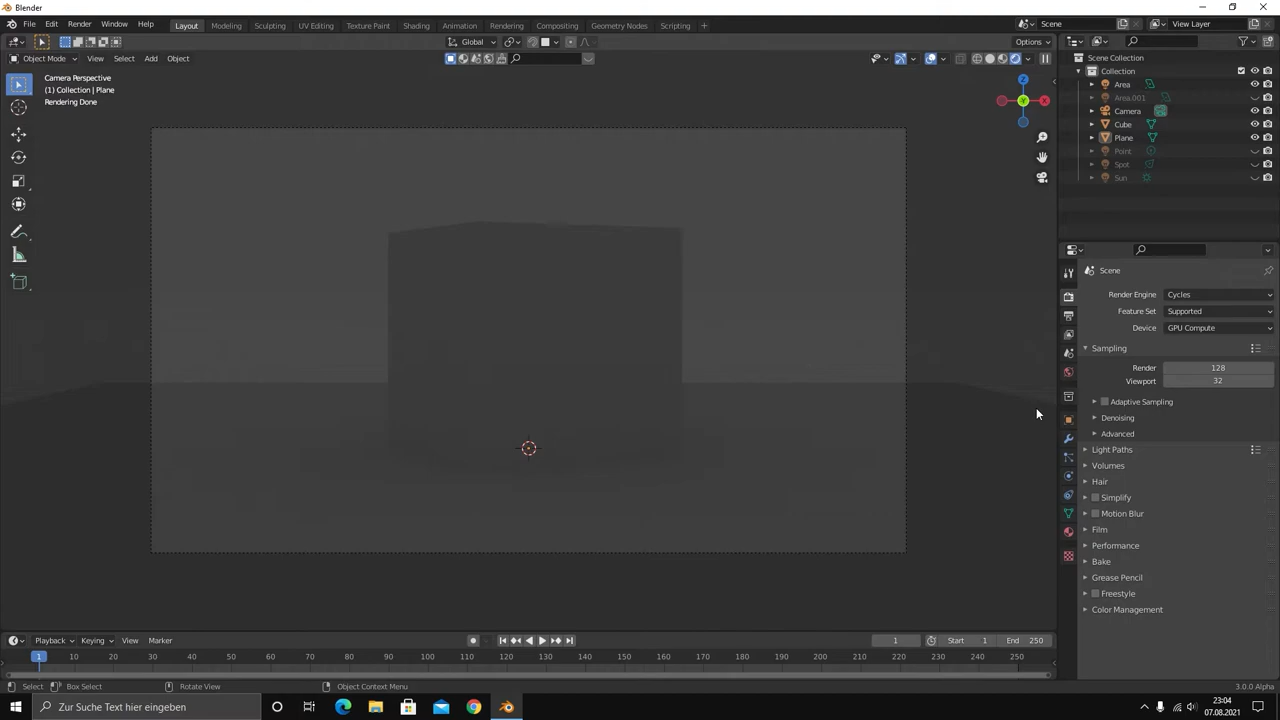 Blender
File Edit Render Window Help Layout Modeling Sculpting UV Editing Texture Paint Shading Animation Rendering Compositing Geometry Nodes Scripting + Scene View Layer
Global Options
Object Mode View Select Add Object
Camera Perspective
(1) Collection | Plane
Rendering Done
Z
Y
X
Scene Collection
Collection
Area
Area.001
Camera
Cube
Plane
Point
Spot
Sun
Scene
Render Engine Cycles
Feature Set Supported
Device GPU Compute
Sampling
Render 128
Viewport 32
Adaptive Sampling
Denoising
Advanced
Light Paths
Volumes
Hair
Simplify
Motion Blur
Film
Performance
Bake
Grease Pencil
Freestyle
Color Management
Playback Keying View Marker 1 Start 1 End 250
1 10 20 30 40 50 60 70 80 90 100 110 120 130 140 150 160 170 180 190 200 210 220 230 240 250
Select Box Select Rotate View Object Context Menu 3.0.0 Alpha
Zur Suche Text hier eingeben
23:04
07.08.2021